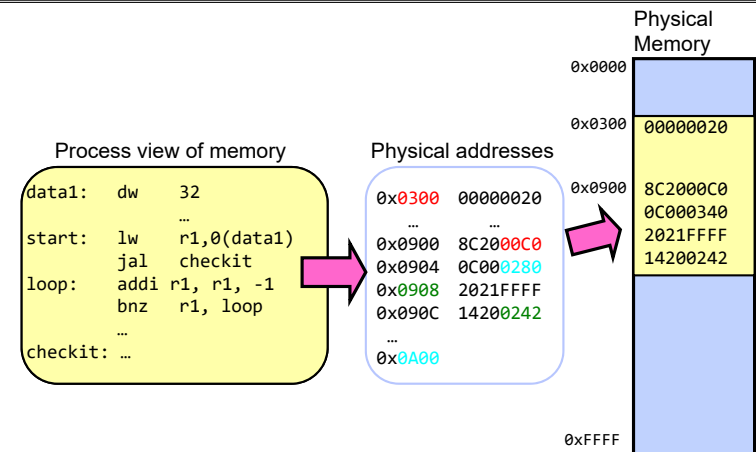 Physical
Memory
0x0000
0x0300
00000020
0x0900
8C2000C0
0C000340
2021FFFF
14200242
0xFFFF
Process view of memory
data1: dw 32
…
start: lw r1,0(data1)
jal checkit
loop: addi r1, r1, -1
bnz r1, loop
…
checkit: …
Physical addresses
0x0300 00000020
… …
0x0900 8C2000C0
0x0904 0C000280
0x0908 2021FFFF
0x090C 14200242
…
0x0A00